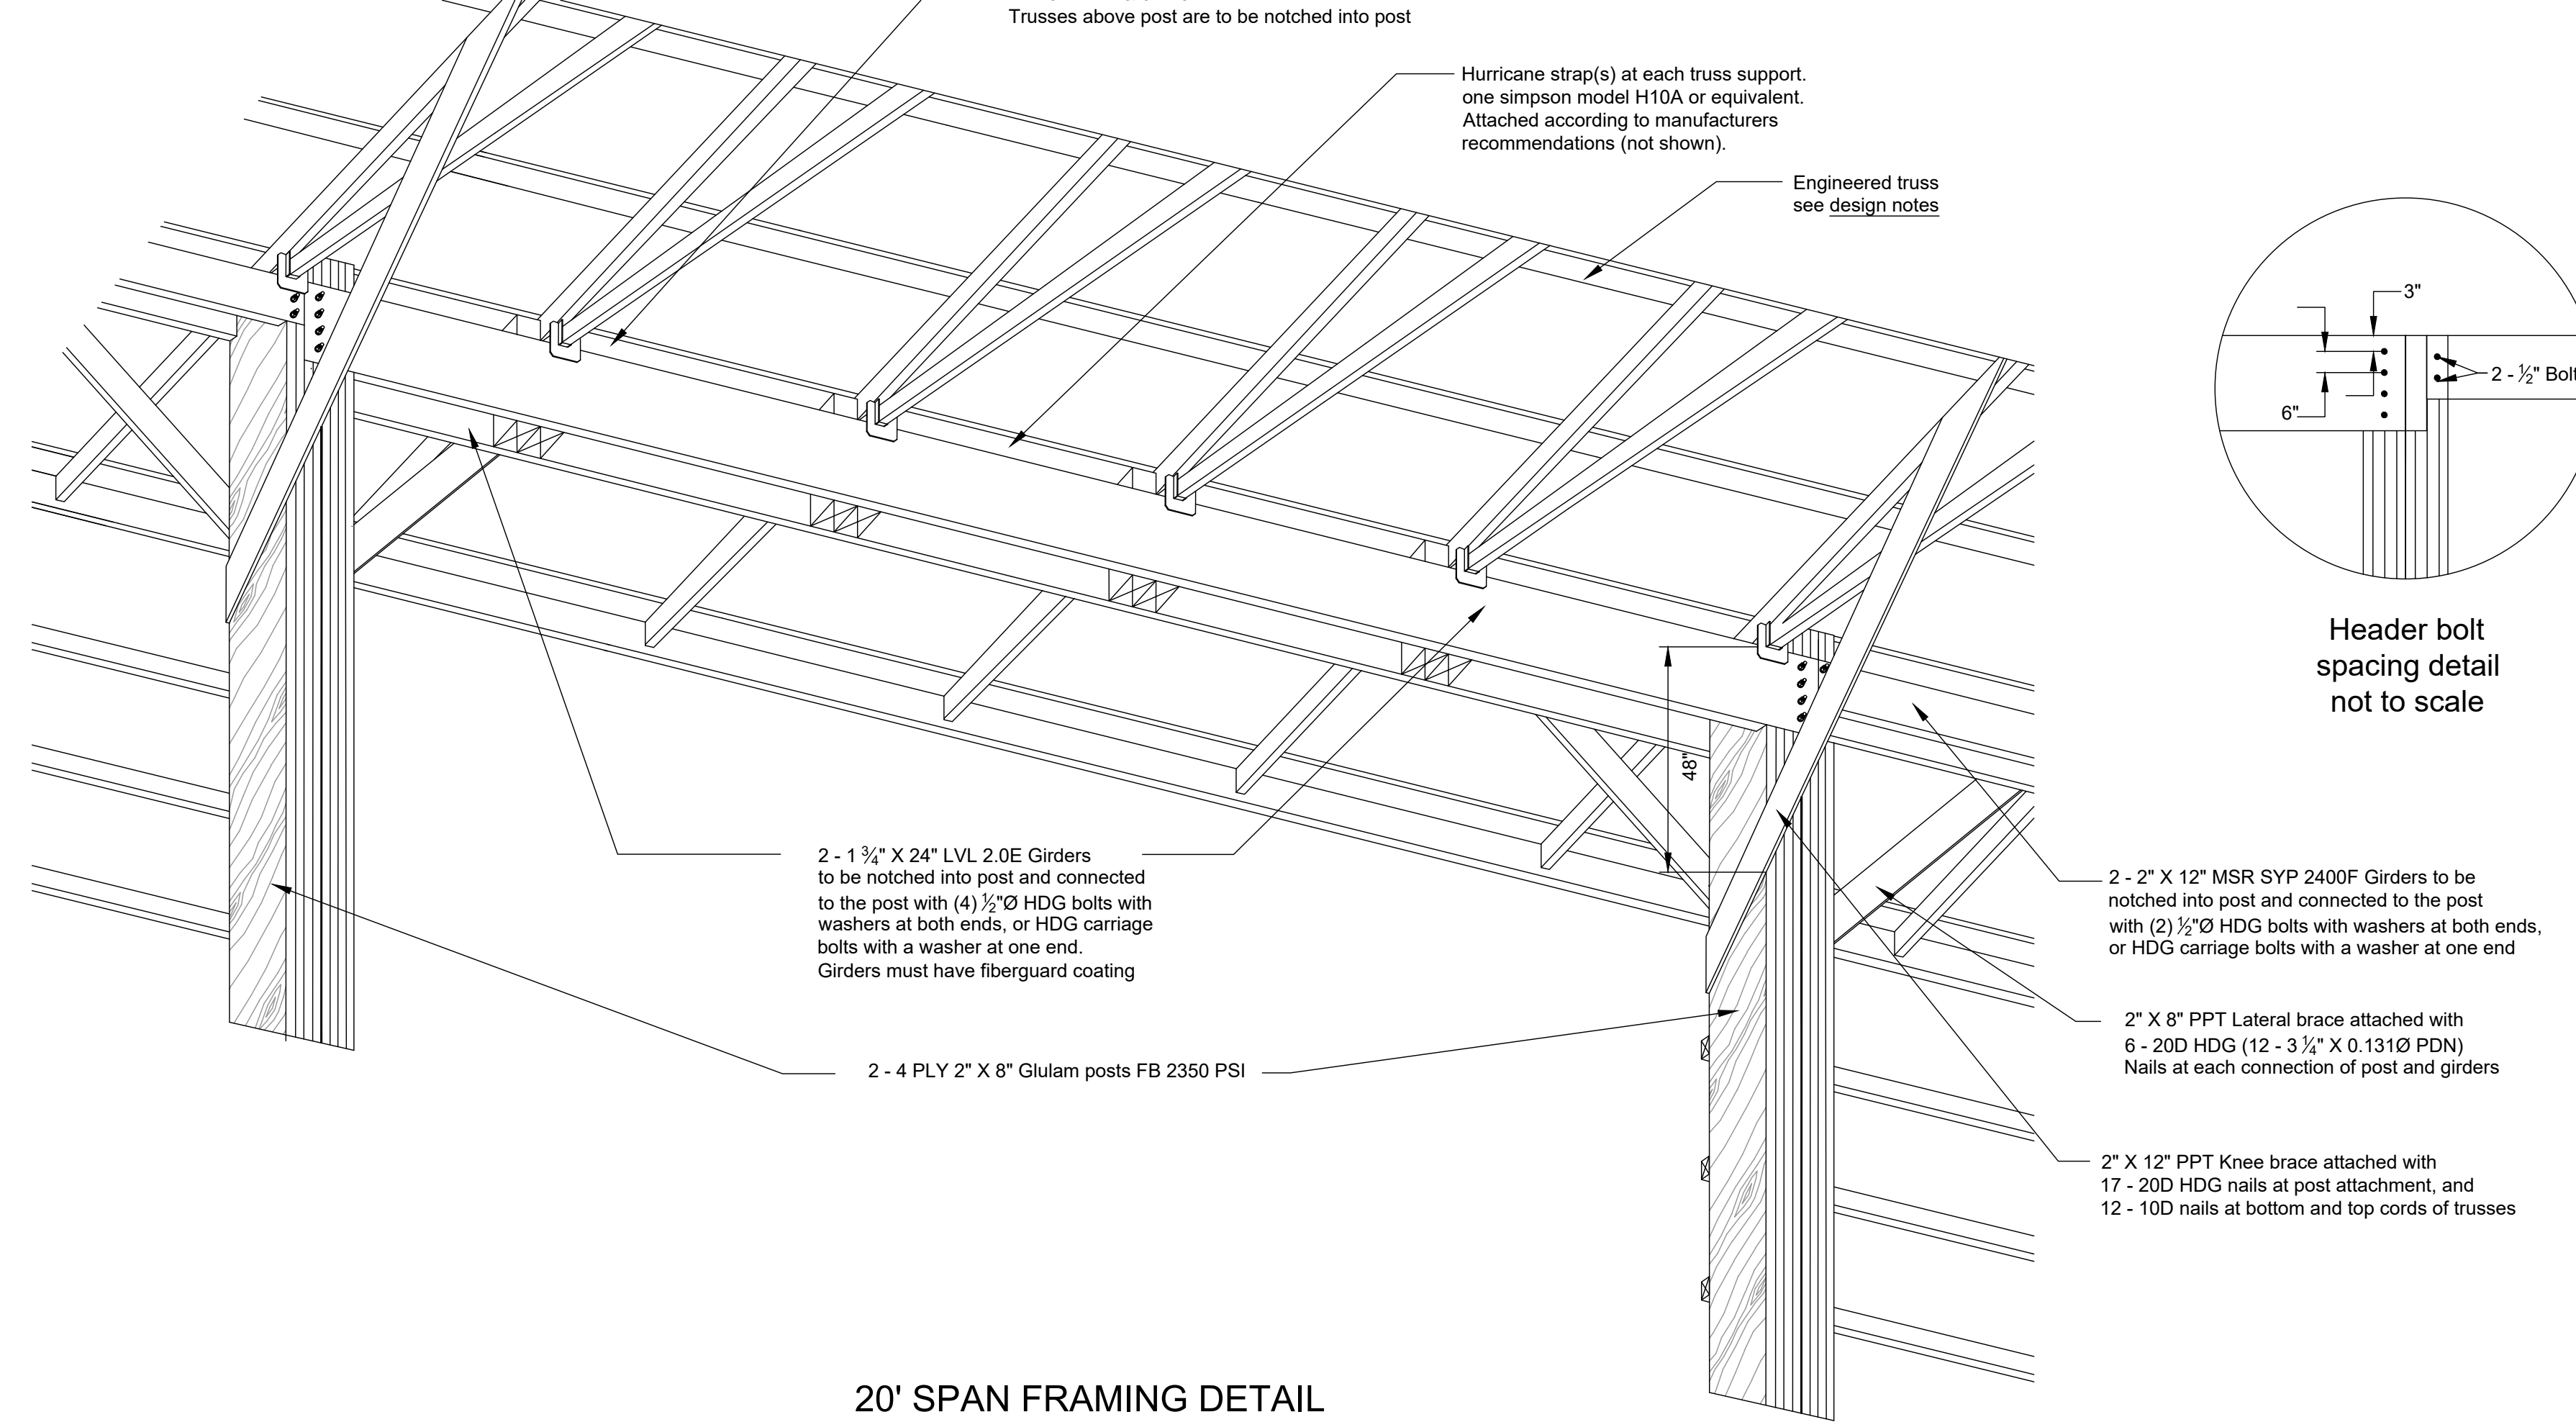 Trusses above post are to be notched into post
Hurricane strap(s) at each truss support.
one simpson model H10A or equivalent.
Attached according to manufacturers
recommendations (not shown).
Engineered truss
see design notes
3"
2 - ½" Bolt
6"
Header bolt
spacing detail
not to scale
48"
2 - 1 ¾" X 24" LVL 2.0E Girders
to be notched into post and connected
to the post with (4) ½"Ø HDG bolts with
washers at both ends, or HDG carriage
bolts with a washer at one end.
Girders must have fiberguard coating
2 - 2" X 12" MSR SYP 2400F Girders to be
notched into post and connected to the post
with (2) ½"Ø HDG bolts with washers at both ends,
or HDG carriage bolts with a washer at one end
2" X 8" PPT Lateral brace attached with
6 - 20D HDG (12 - 3 ¼" X 0.131Ø PDN)
Nails at each connection of post and girders
2 - 4 PLY 2" X 8" Glulam posts FB 2350 PSI
2" X 12" PPT Knee brace attached with
17 - 20D HDG nails at post attachment, and
12 - 10D nails at bottom and top cords of trusses
20' SPAN FRAMING DETAIL